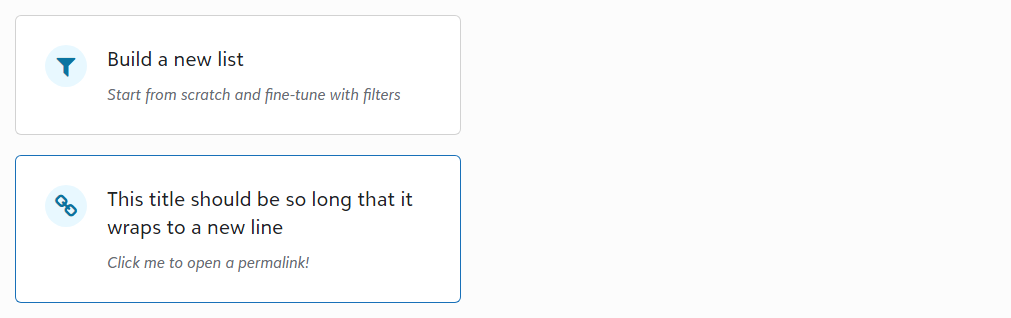 Build a new list
Start from scratch and fine-tune with filters
This title should be so long that it
wraps to a new line
Click me to open a permalink!